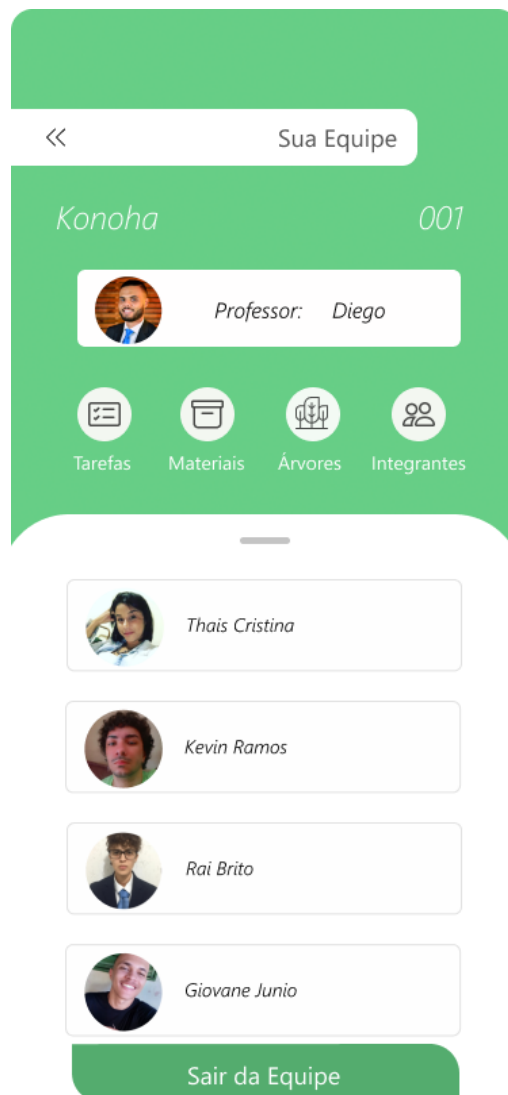 Sua Equipe
Konoha 001
Professor: Diego
Tarefas Materiais Árvores Integrantes
Thais Cristina
Kevin Ramos
Rai Brito
Giovane Junio
Sair da Equipe